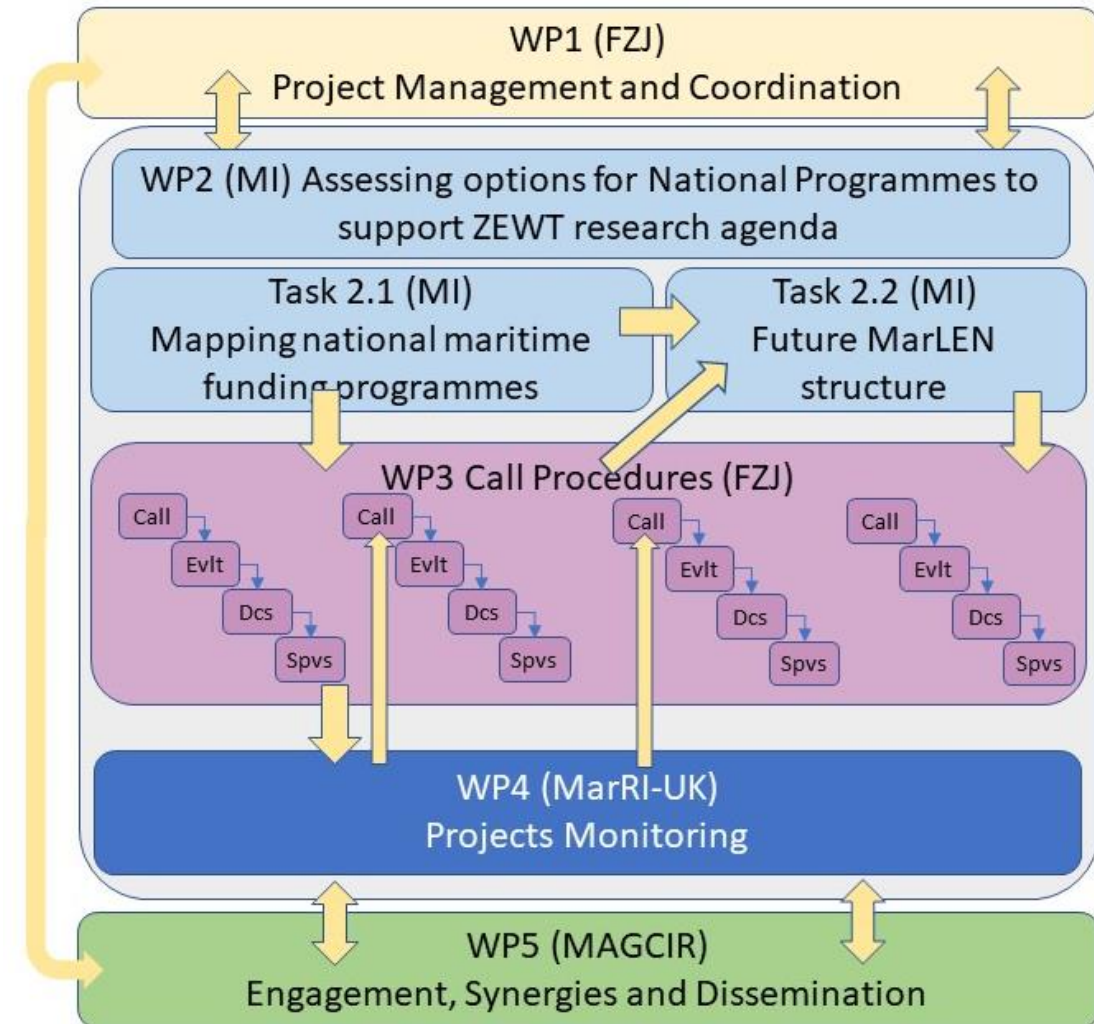 WP1 (FZJ)
Project Management and Coordination
WP2 (MI) Assessing options for National Programmes to
support ZEWT research agenda
Task 2.1 (MI)
Mapping national maritime
funding programmes
Task 2.2 (MI)
Future MarLEN
structure
WP3 Call Procedures (FZJ)
Call
Evlt
Dcs
Spvs
Call
Evlt
Dcs
Spvs
Call
Evlt
Dcs
Spvs
Call
Evlt
Dcs
Spvs
WP4 (MarRI-UK)
Projects Monitoring
WP5 (MAGCIR)
Engagement, Synergies and Dissemination